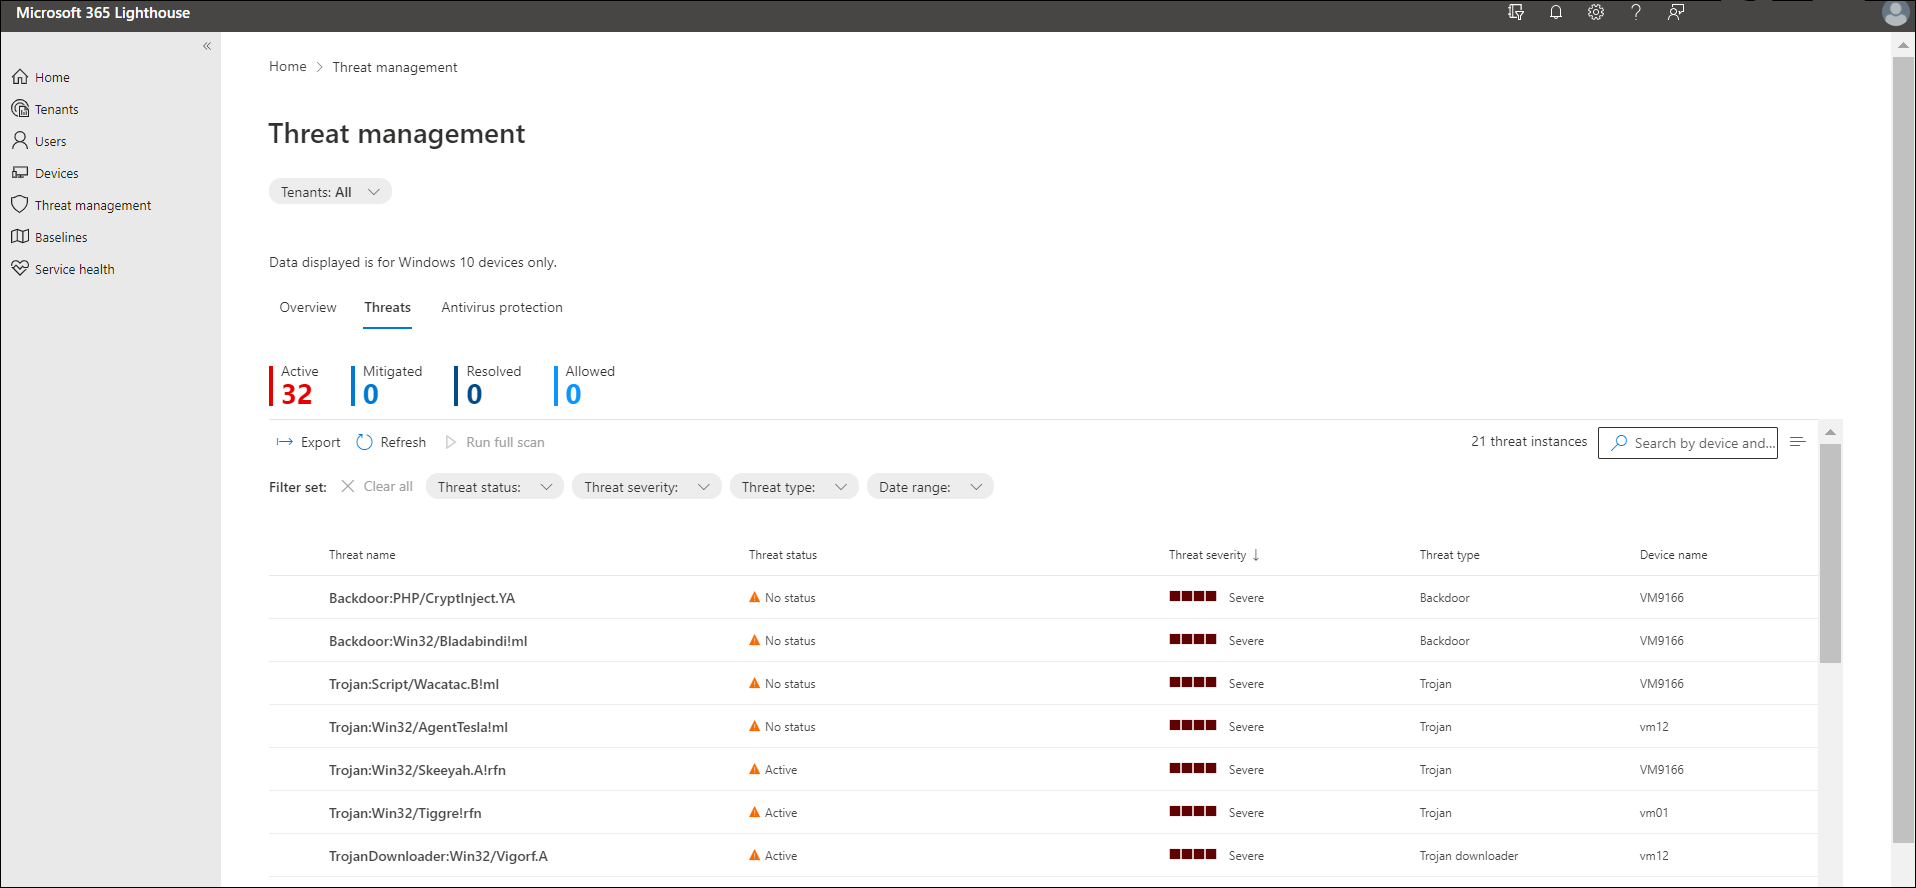 Microsoft 365 Lighthouse
Home
Tenants
Users
Devices
Threat management
Baselines
Service health
Home > Threat management
Threat management
Tenants: All
Data displayed is for Windows 10 devices only.
Overview Threats Antivirus protection
Active Mitigated Resolved Allowed
32 0 0 0
Export Refresh Run full scan 21 threat instances Search by device and...
Filter set: Clear all Threat status: Threat severity: Threat type: Date range:
Threat name Threat status Threat severity ↓ Threat type Device name
Backdoor:PHP/CryptInject.YA No status Severe Backdoor VM9166
Backdoor:Win32/Bladabindi!ml No status Severe Backdoor VM9166
Trojan:Script/Wacatac.B!ml No status Severe Trojan VM9166
Trojan:Win32/AgentTesla!ml No status Severe Trojan vm12
Trojan:Win32/Skeeyah.A!rfn Active Severe Trojan VM9166
Trojan:Win32/Tiggre!rfn Active Severe Trojan vm01
TrojanDownloader:Win32/Vigorf.A Active Severe Trojan downloader vm12